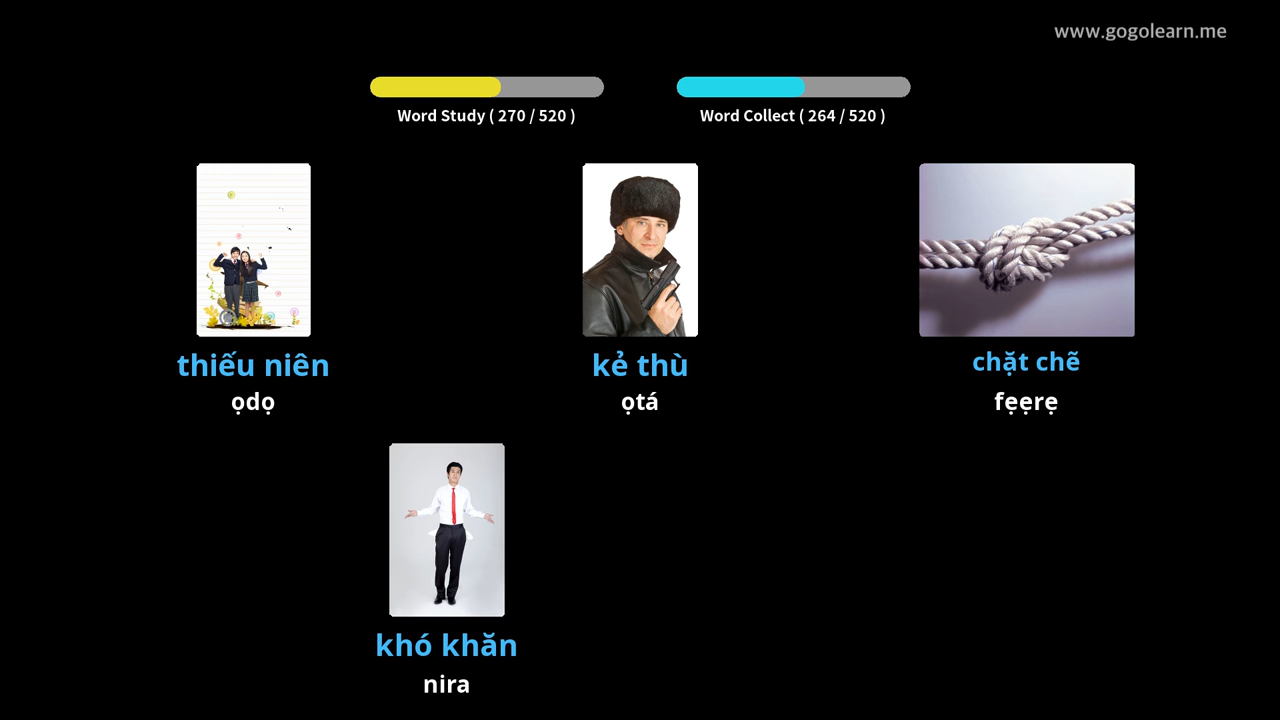 www.gogolearn.me
Word Study ( 270 / 520 )
Word Collect ( 264 / 520 )
thiếu niên
ọdọ
kẻ thù
ọtá
chặt chẽ
fẹẹrẹ
khó khăn
nira